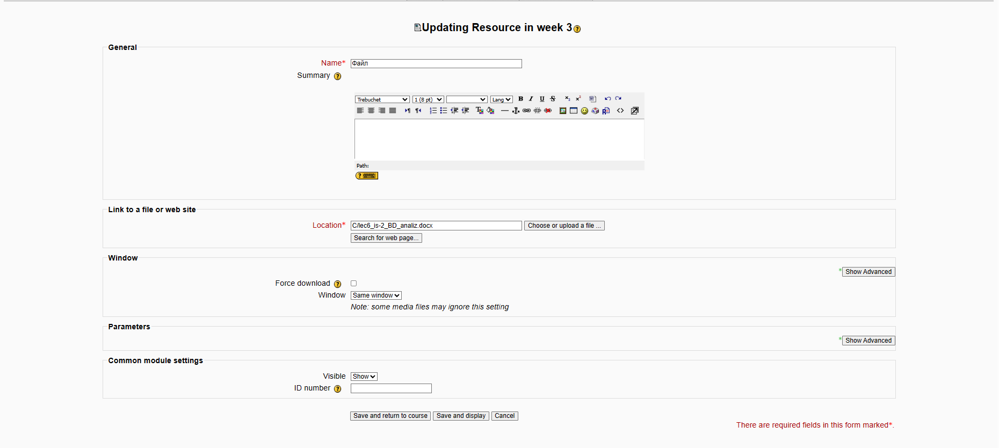 Updating Resource in week 3
General
Name* Файл
Summary
Trebuchet 1 (8 pt) Lang B I U S
Path:
Link to a file or web site
Location* C/lec6_is-2_BD_analiz.docx Choose or upload a file ...
Search for web page...
Window
* Show Advanced
Force download
Window Same window
Note: some media files may ignore this setting
Parameters
* Show Advanced
Common module settings
Visible Show
ID number
Save and return to course Save and display Cancel
There are required fields in this form marked*.